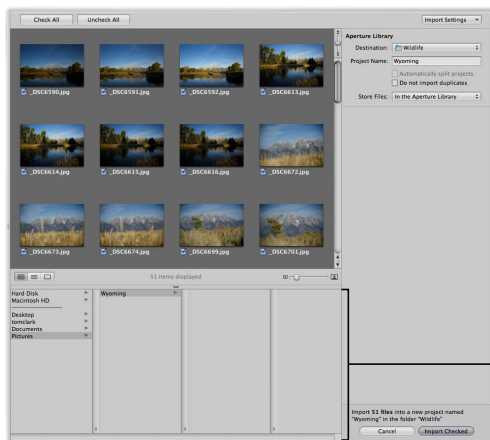 Check All
Uncheck All
Import Settings
Aperture Library
Destination: Wildlife
Project Name: Wyoming
Automatically split projects
Do not import duplicates
Store Files: In the Aperture Library
_DSC6590.jpg
_DSC6591.jpg
_DSC6592.jpg
_DSC6613.jpg
_DSC6614.jpg
_DSC6615.jpg
_DSC6616.jpg
_DSC6672.jpg
_DSC6673.jpg
_DSC6674.jpg
_DSC6699.jpg
_DSC6701.jpg
51 items displayed
Hard Disk
Macintosh HD
Desktop
tomclark
Documents
Pictures
Wyoming
Import 51 files into a new project named
"Wyoming" in the folder "Wildlife"
Cancel
Import Checked